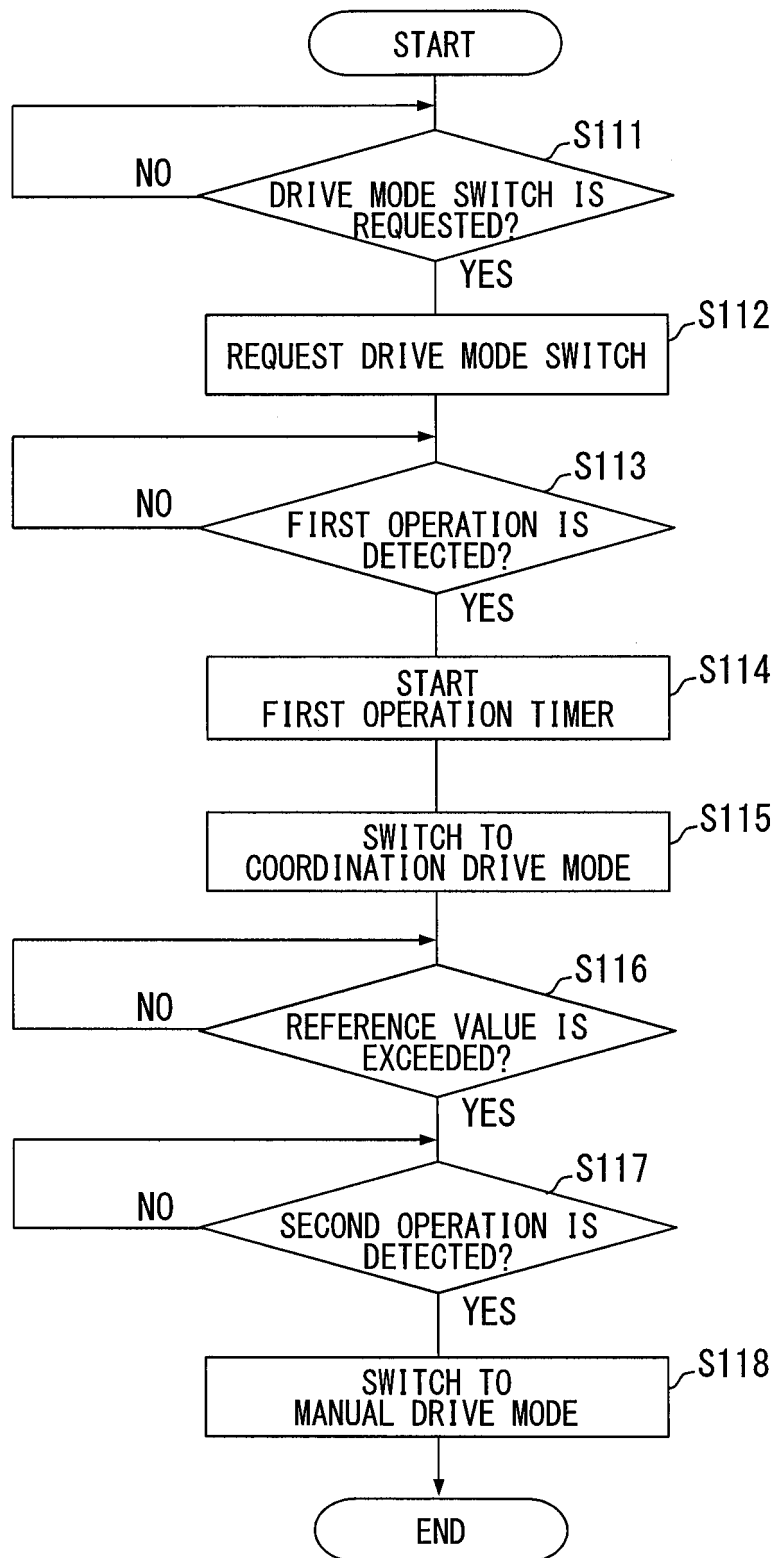 START
S111
NO
DRIVE MODE SWITCH IS
REQUESTED?
YES
S112
REQUEST DRIVE MODE SWITCH
S113
NO
FIRST OPERATION IS
DETECTED?
YES
S114
START
FIRST OPERATION TIMER
S115
SWITCH TO
COORDINATION DRIVE MODE
S116
NO
REFERENCE VALUE IS
EXCEEDED?
YES
S117
NO
SECOND OPERATION IS
DETECTED?
YES
S118
SWITCH TO
MANUAL DRIVE MODE
END